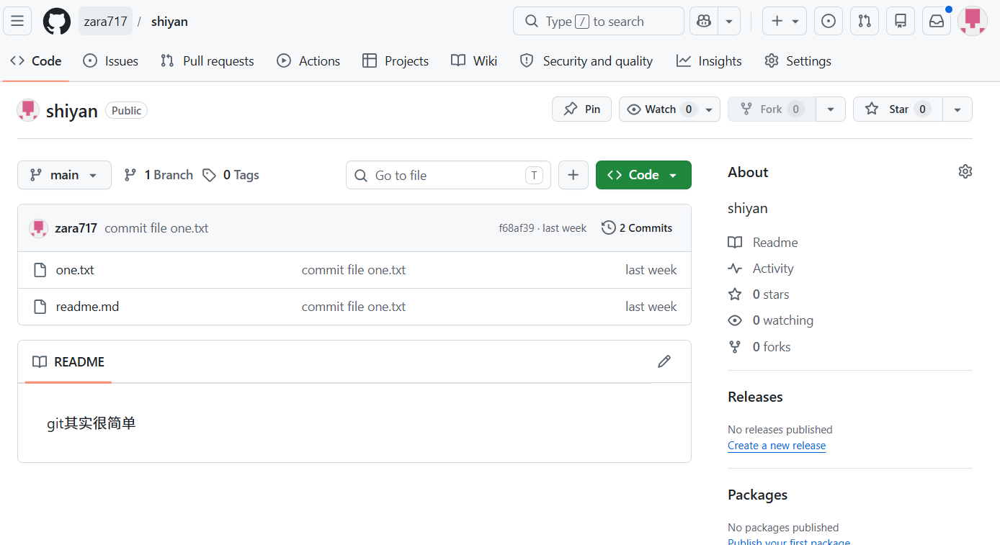 zara717 / shiyan Type / to search
Code Issues Pull requests Actions Projects Wiki Security and quality Insights Settings
shiyan Public Pin Watch 0 Fork 0 Star 0
main 1 Branch 0 Tags Go to file T Code
zara717 commit file one.txt f68af39 · last week 2 Commits
one.txt commit file one.txt last week
readme.md commit file one.txt last week
README
git其实很简单
About
shiyan
Readme
Activity
0 stars
0 watching
0 forks
Releases
No releases published
Create a new release
Packages
No packages published
Publish your first package